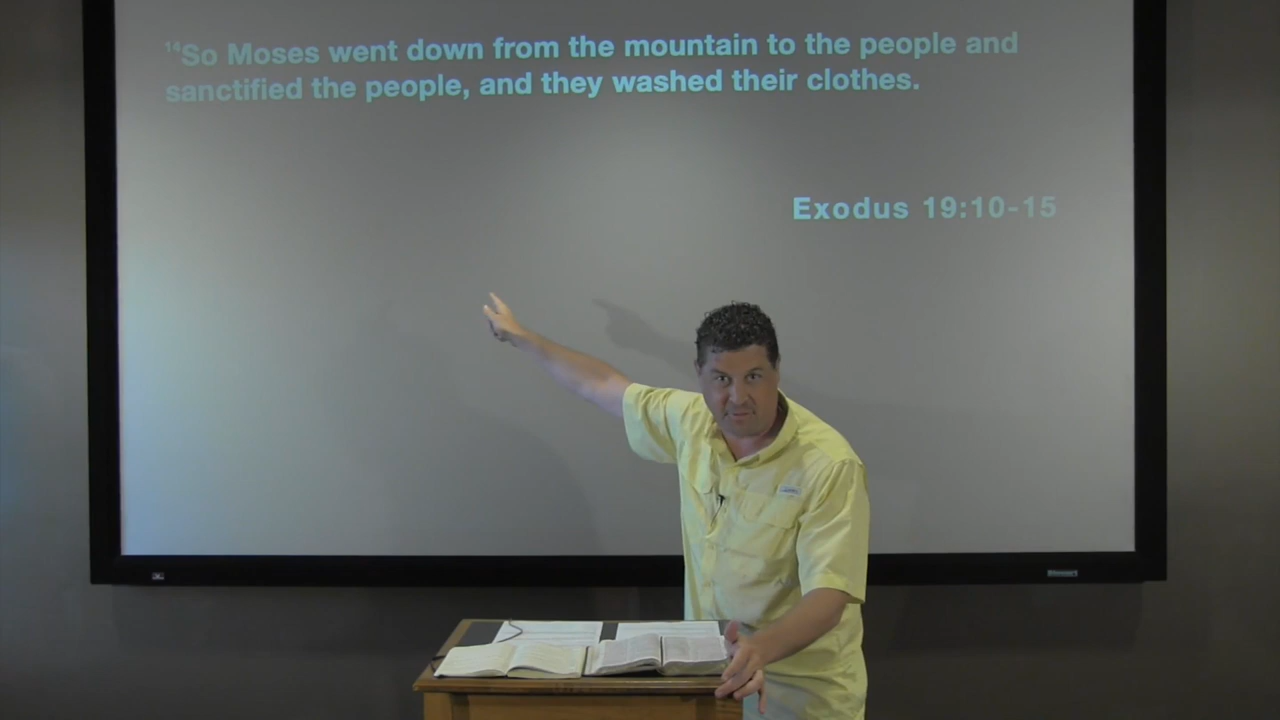 ¹⁴So Moses went down from the mountain to the people and
sanctified the people, and they washed their clothes.
Exodus 19:10-15
Stewart